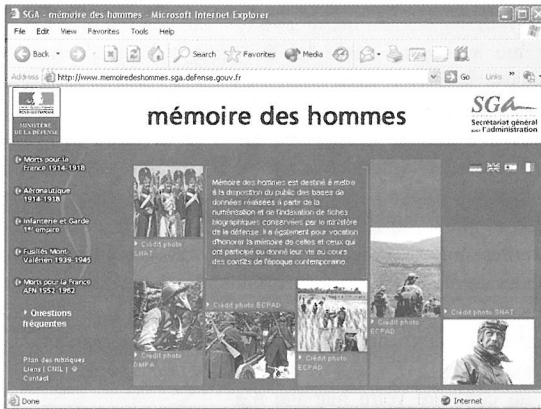 SGA - mémoire des hommes - Microsoft Internet Explorer
File Edit View Favorites Tools Help
Back Search Favorites Media
Address http://www.memoiredeshommes.sga.defense.gouv.fr Go Links »
MINISTÈRE
DE LA DÉFENSE
mémoire des hommes
SGA
Secrétariat général
pour l'administration
Morts pour la
France 1914-1918
Aéronautique
1914-1918
Infanterie et Garde
1er empire
Fusillés Mont-
Valérien 1939-1945
Morts pour la France
AFN 1952-1962
Questions
fréquentes
Plan des rubriques
Liens | CNIL | @
Contact
Mémoire des hommes est destiné à mettre
à la disposition du public des bases de
données réalisées à partir de la
numérisation et de l'indexation de fiches
biographiques conservées par le ministère
de la défense. Il a également pour vocation
d'honorer la mémoire de celles et ceux qui
ont participé ou donné leur vie au cours
des conflits de l'époque contemporaine.
Crédit photo
SHAT
Crédit photo
DMPA
Crédit photo ECPAD
Crédit photo
ECPAD
Crédit photo
ECPAD
Crédit photo SHAT
Done Internet